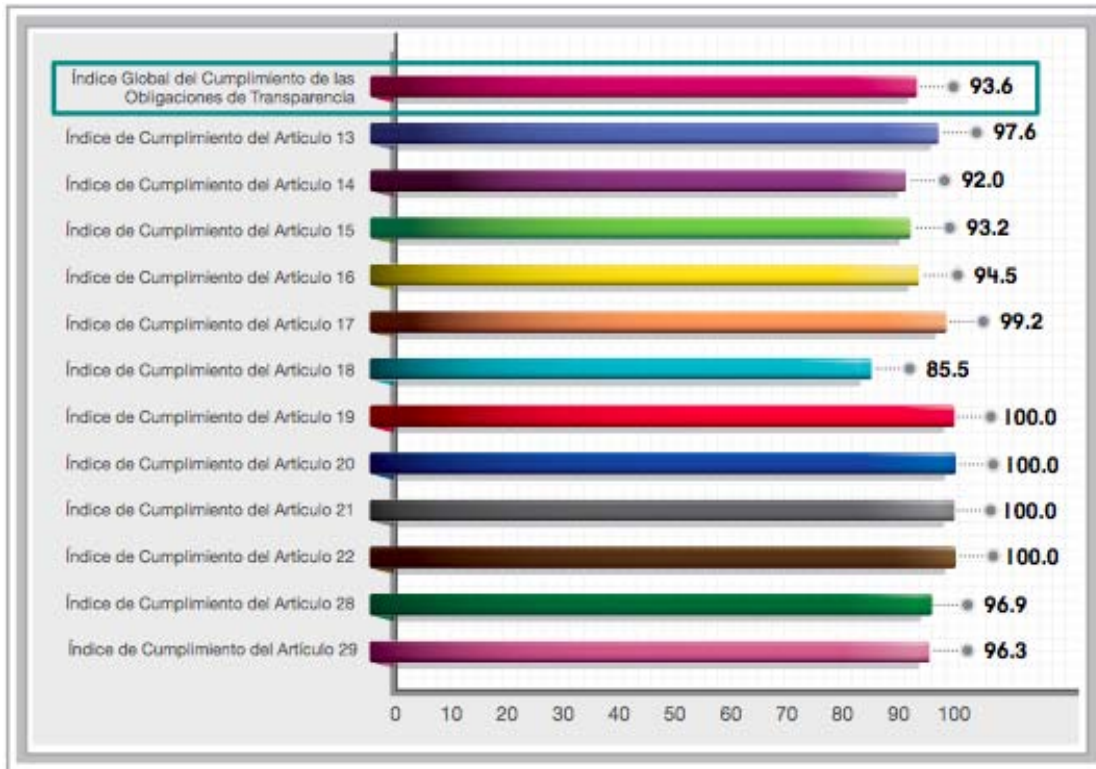 Índice Global del Cumplimiento de las
Obligaciones de Transparencia
93.6
Índice de Cumplimiento del Artículo 13
97.6
Índice de Cumplimiento del Artículo 14
92.0
Índice de Cumplimiento del Artículo 15
93.2
Índice de Cumplimiento del Artículo 16
94.5
Índice de Cumplimiento del Artículo 17
99.2
Índice de Cumplimiento del Artículo 18
85.5
Índice de Cumplimiento del Artículo 19
100.0
Índice de Cumplimiento del Artículo 20
100.0
Índice de Cumplimiento del Artículo 21
100.0
Índice de Cumplimiento del Artículo 22
100.0
Índice de Cumplimiento del Artículo 28
96.9
Índice de Cumplimiento del Artículo 29
96.3
0 10 20 30 40 50 60 70 80 90 100